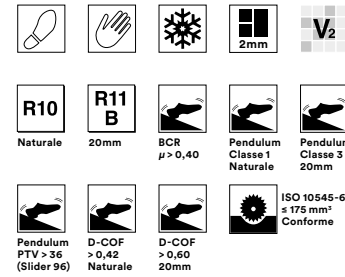 2mm
V2
R10
R11
B
Naturale
20mm
BCR
µ > 0,40
Pendulum
Classe 1
Naturale
Pendulum
Classe 3
20mm
Pendulum
PTV > 36
(Slider 96)
D-COF
> 0,42
Naturale
D-COF
> 0,60
20mm
ISO 10545-6
≤ 175 mm³
Conforme